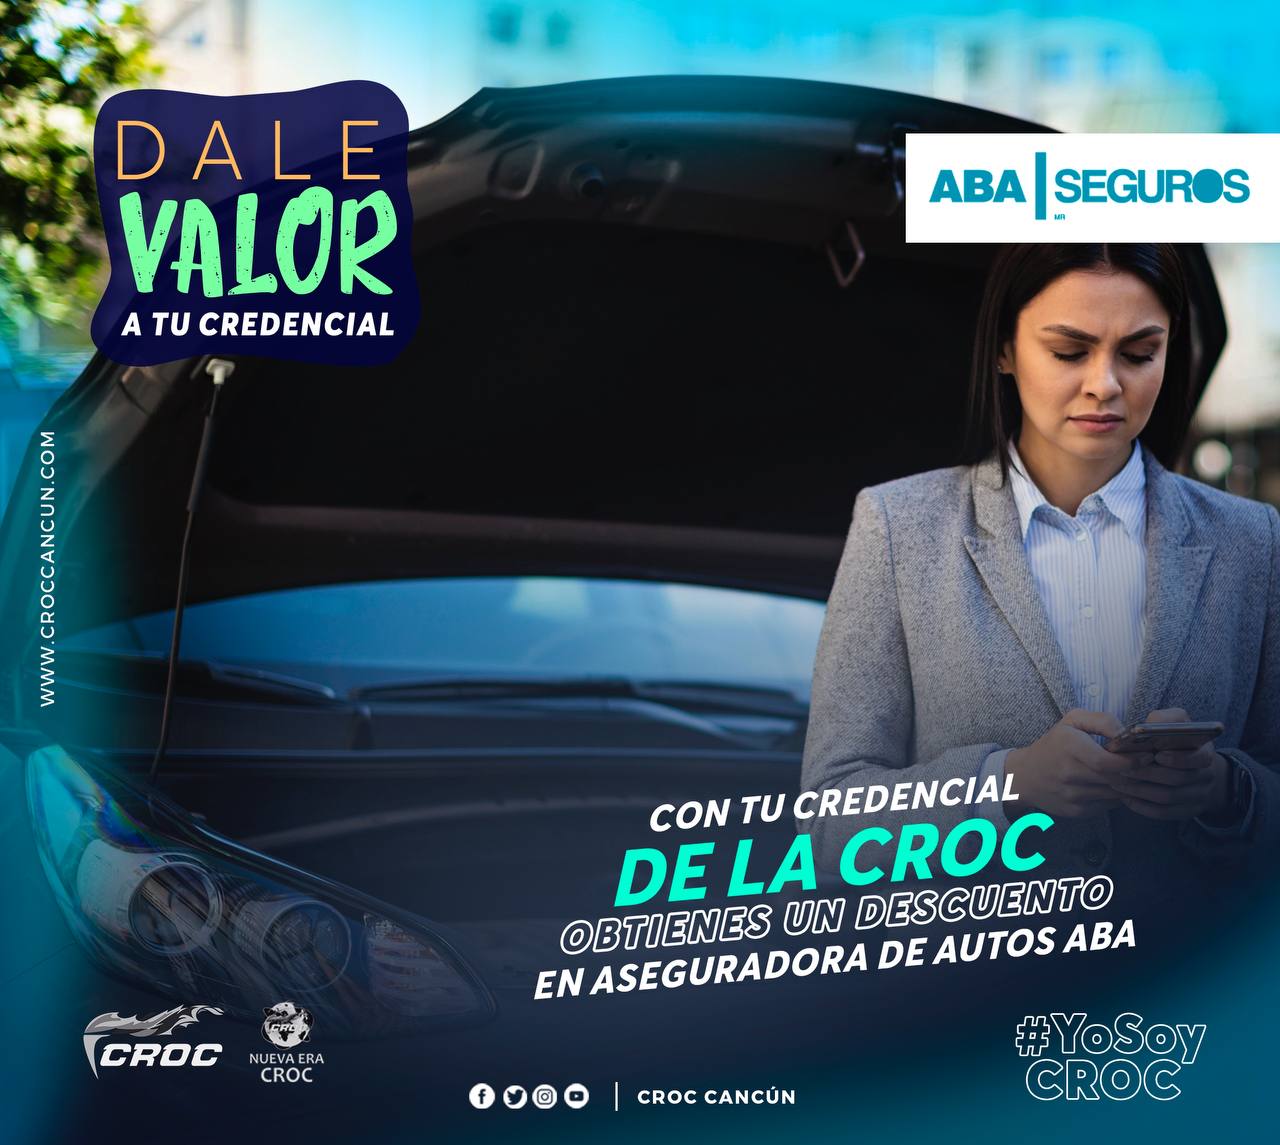 DALE
VALOR
A TU CREDENCIAL
ABA | SEGUROS
MR
WWW.CROCCANCUN.COM
CON TU CREDENCIAL
DE LA CROC
OBTIENES UN DESCUENTO
EN ASEGURADORA DE AUTOS ABA
CROC
CROC
NUEVA ERA
CROC
#YoSoy
CROC
CROC CANCÚN